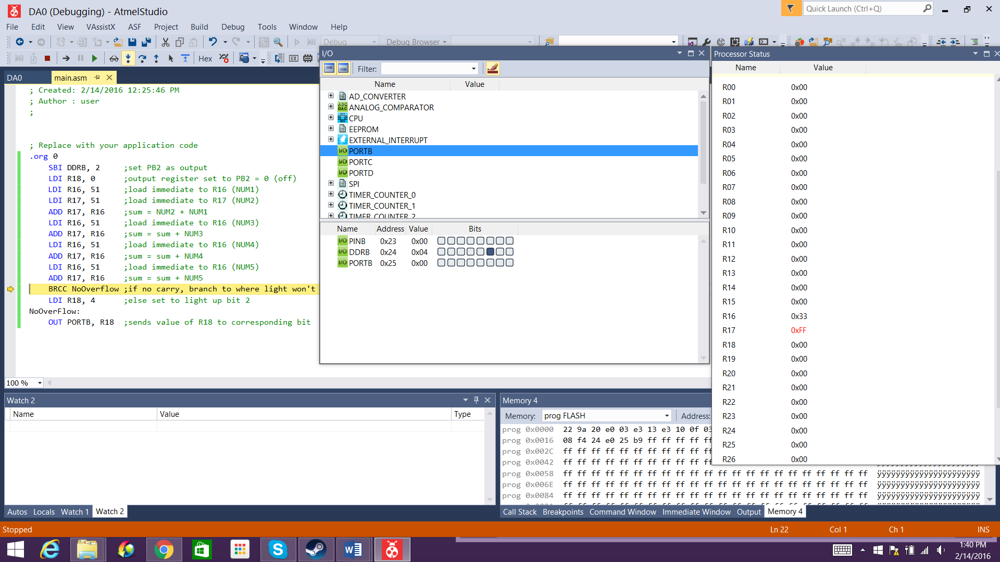 DA0 (Debugging) - AtmelStudio
Quick Launch (Ctrl+Q)
File Edit View VAssistX ASF Project Build Debug Tools Window Help
Debug Debug Browser
Hex
I/O
Processor Status
Filter:
Name Value
DA0 main.asm
; Created: 2/14/2016 12:25:46 PM
; Author : user
;
; Replace with your application code
.org 0
SBI DDRB, 2 ;set PB2 as output
LDI R18, 0 ;output register set to PB2 = 0 (off)
LDI R16, 51 ;load immediate to R16 (NUM1)
LDI R17, 51 ;load immediate to R17 (NUM2)
ADD R17, R16 ;sum = NUM2 + NUM1
LDI R16, 51 ;load immediate to R16 (NUM3)
ADD R17, R16 ;sum = sum + NUM3
LDI R16, 51 ;load immediate to R16 (NUM4)
ADD R17, R16 ;sum = sum + NUM4
LDI R16, 51 ;load immediate to R16 (NUM5)
ADD R17, R16 ;sum = sum + NUM5
BRCC NoOverflow ;if no carry, branch to where light won't
LDI R18, 4 ;else set to light up bit 2
NoOverFlow:
OUT PORTB, R18 ;sends value of R18 to corresponding bit
100 %
Name Value
AD_CONVERTER
ANALOG_COMPARATOR
CPU
EEPROM
EXTERNAL_INTERRUPT
PORTB
PORTC
PORTD
SPI
TIMER_COUNTER_0
TIMER_COUNTER_1
TIMER_COUNTER_2
Name Address Value Bits
PINB 0x23 0x00
DDRB 0x24 0x04
PORTB 0x25 0x00
R00 0x00
R01 0x00
R02 0x00
R03 0x00
R04 0x00
R05 0x00
R06 0x00
R07 0x00
R08 0x00
R09 0x00
R10 0x00
R11 0x00
R12 0x00
R13 0x00
R14 0x00
R15 0x00
R16 0x33
R17 0xFF
R18 0x00
R19 0x00
R20 0x00
R21 0x00
R22 0x00
R23 0x00
R24 0x00
R25 0x00
R26 0x00
Watch 2
Name Value Type
Memory 4
Memory: prog FLASH Address:
prog 0x0000 22 9a 20 e0 03 e3 13 e3 10 0f 03
prog 0x0016 08 f4 24 e0 25 b9 ff ff ff ff ff
prog 0x002C ff ff ff ff ff ff ff ff ff ff ff
prog 0x0042 ff ff ff ff ff ff ff ff ff ff ff
prog 0x0058 ff ff ff ff ff ff ff ff ff ff ff ff ff ff ff ff ff ff ff ff ff ff ÿÿÿÿÿÿÿÿÿÿÿÿÿÿÿÿÿÿÿÿÿÿ
prog 0x006E ff ff ff ff ff ff ff ff ff ff ff ff ff ff ff ff ff ff ff ff ff ff ÿÿÿÿÿÿÿÿÿÿÿÿÿÿÿÿÿÿÿÿÿÿ
prog 0x0084 ff ff ff ff ff ff ff ff ff ff ff ff ff ff ff ff ff ff ff ff ff ff ÿÿÿÿÿÿÿÿÿÿÿÿÿÿÿÿÿÿÿÿÿÿ
Autos Locals Watch 1 Watch 2
Call Stack Breakpoints Command Window Immediate Window Output Memory 4
Stopped Ln 22 Col 1 Ch 1 INS
1:40 PM
2/14/2016